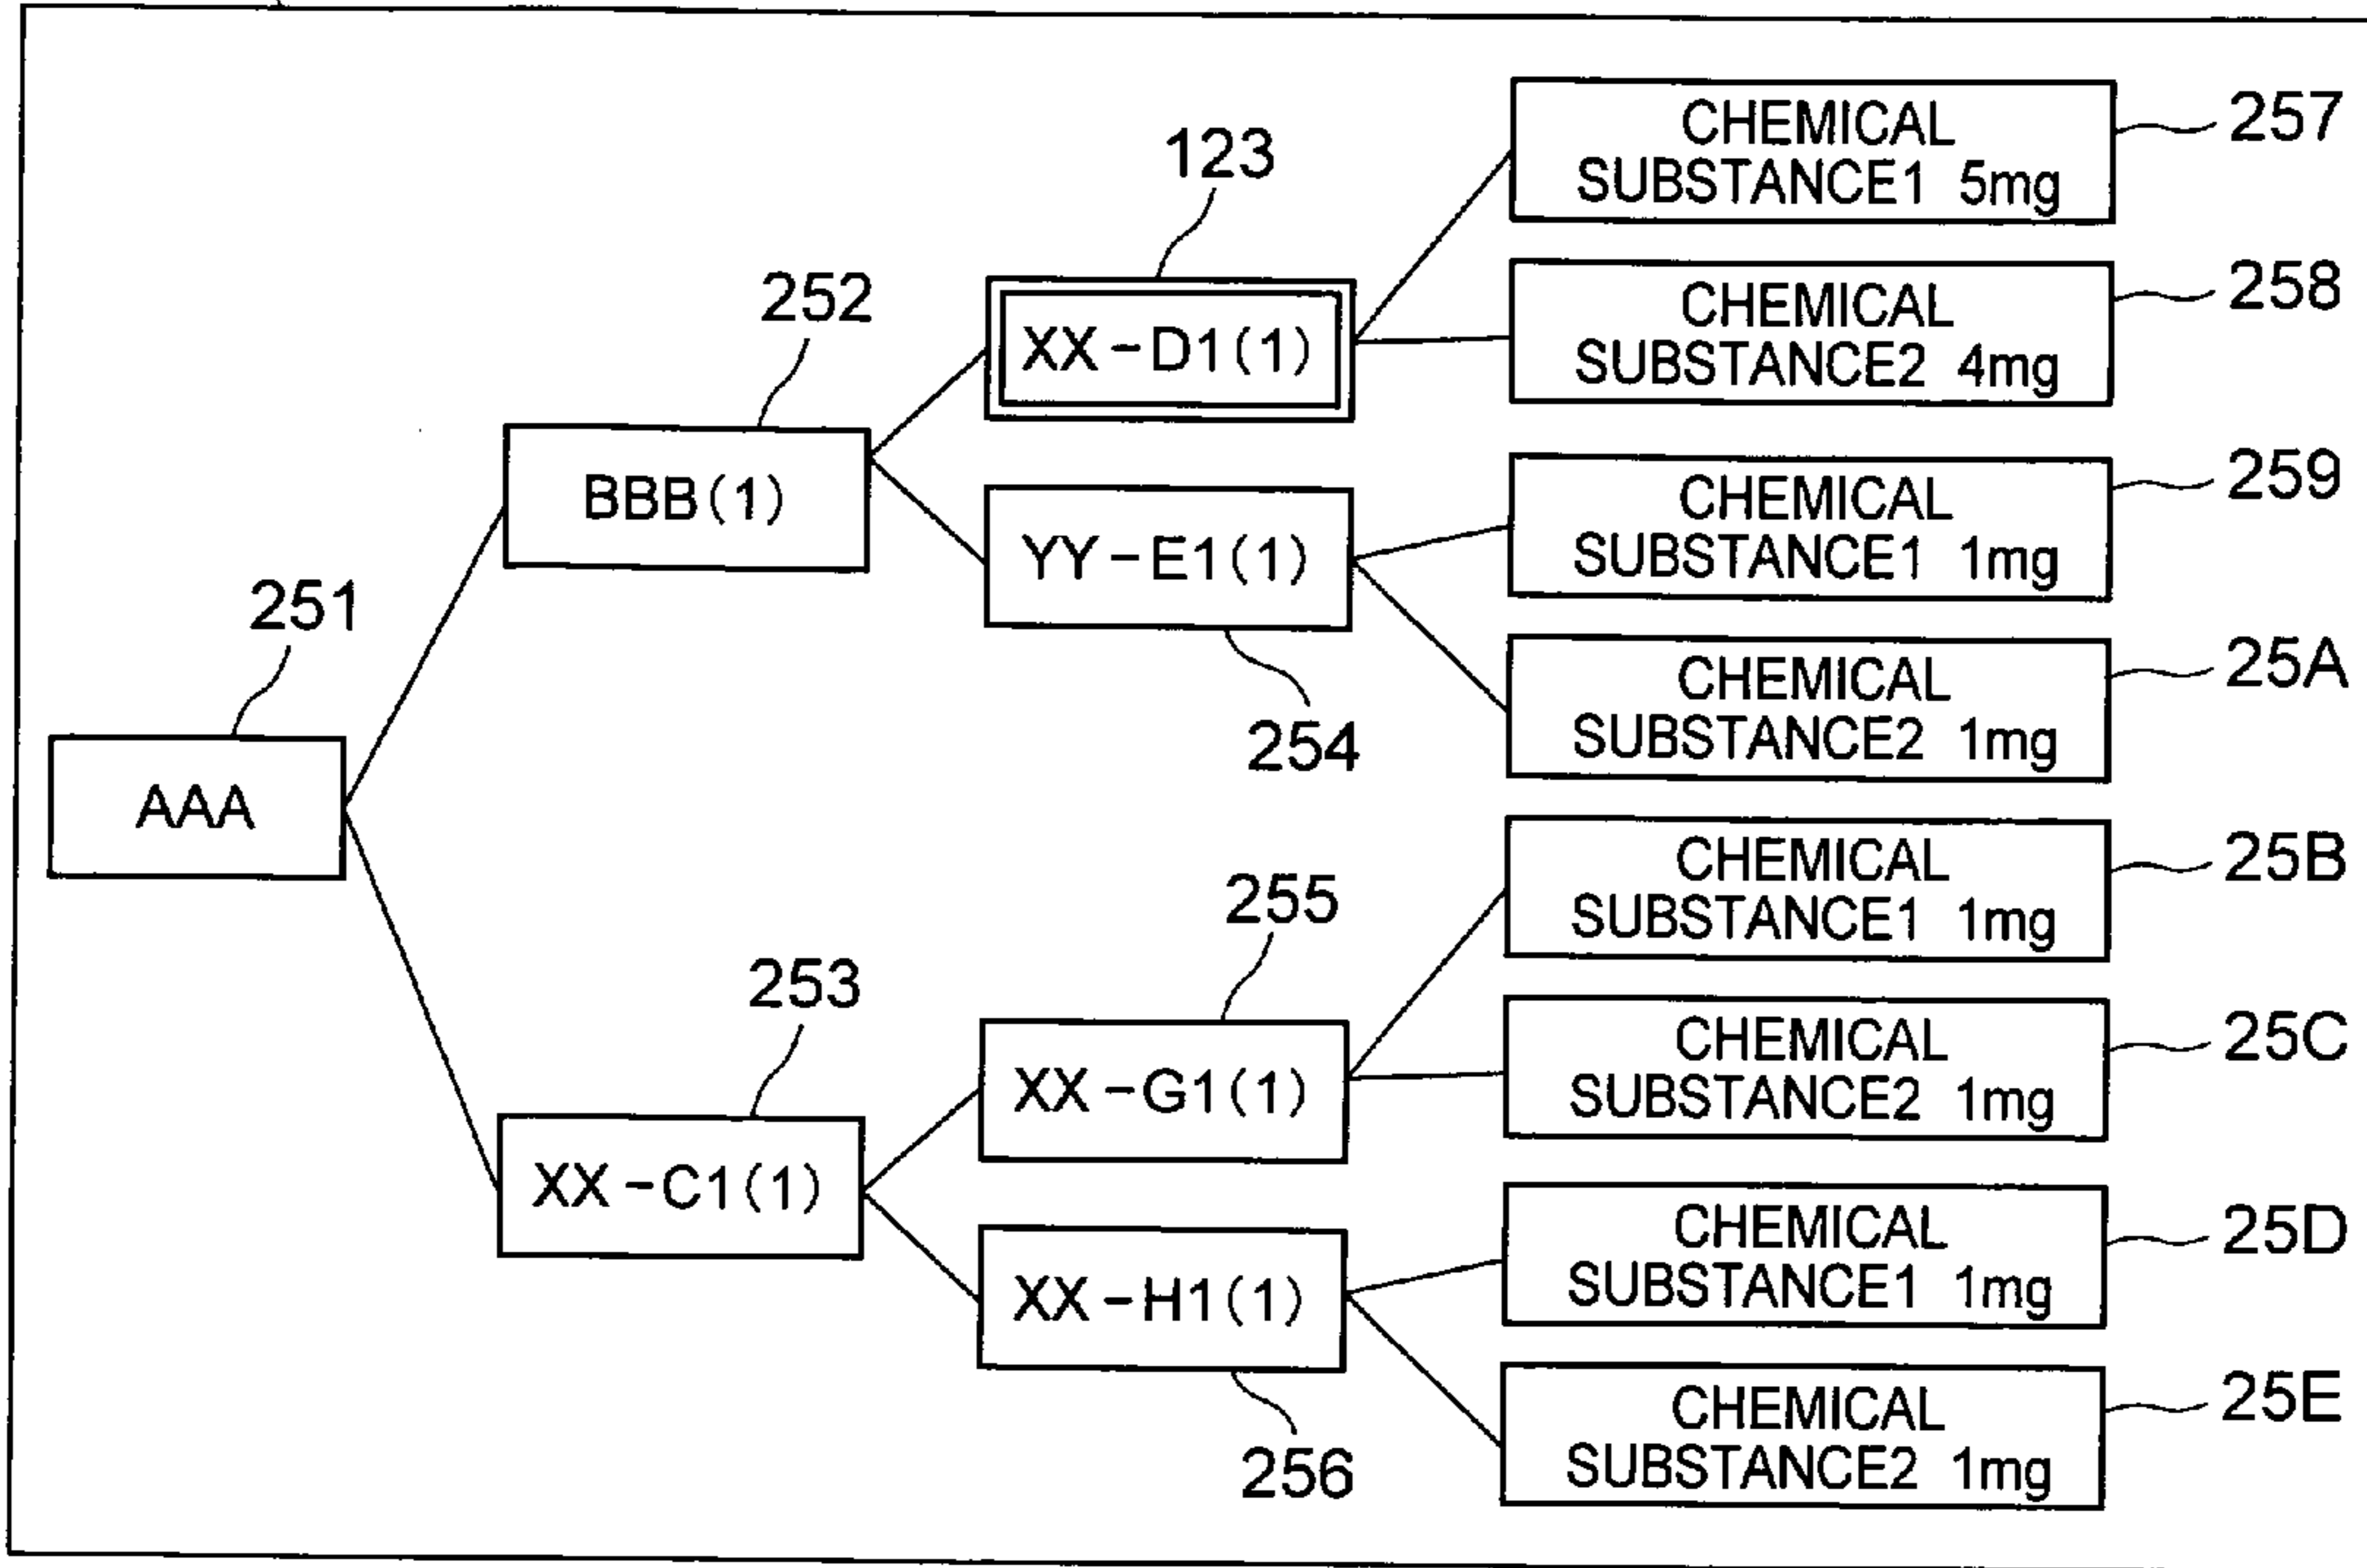 257
CHEMICAL
SUBSTANCE1 5mg
123
258
CHEMICAL
SUBSTANCE2 4mg
252
XX-D1(1)
259
CHEMICAL
SUBSTANCE1 1mg
BBB(1)
YY-E1(1)
251
25A
CHEMICAL
SUBSTANCE2 1mg
254
AAA
25B
CHEMICAL
SUBSTANCE1 1mg
255
253
25C
CHEMICAL
SUBSTANCE2 1mg
XX-G1(1)
XX-C1(1)
25D
CHEMICAL
SUBSTANCE1 1mg
XX-H1(1)
25E
CHEMICAL
SUBSTANCE2 1mg
256